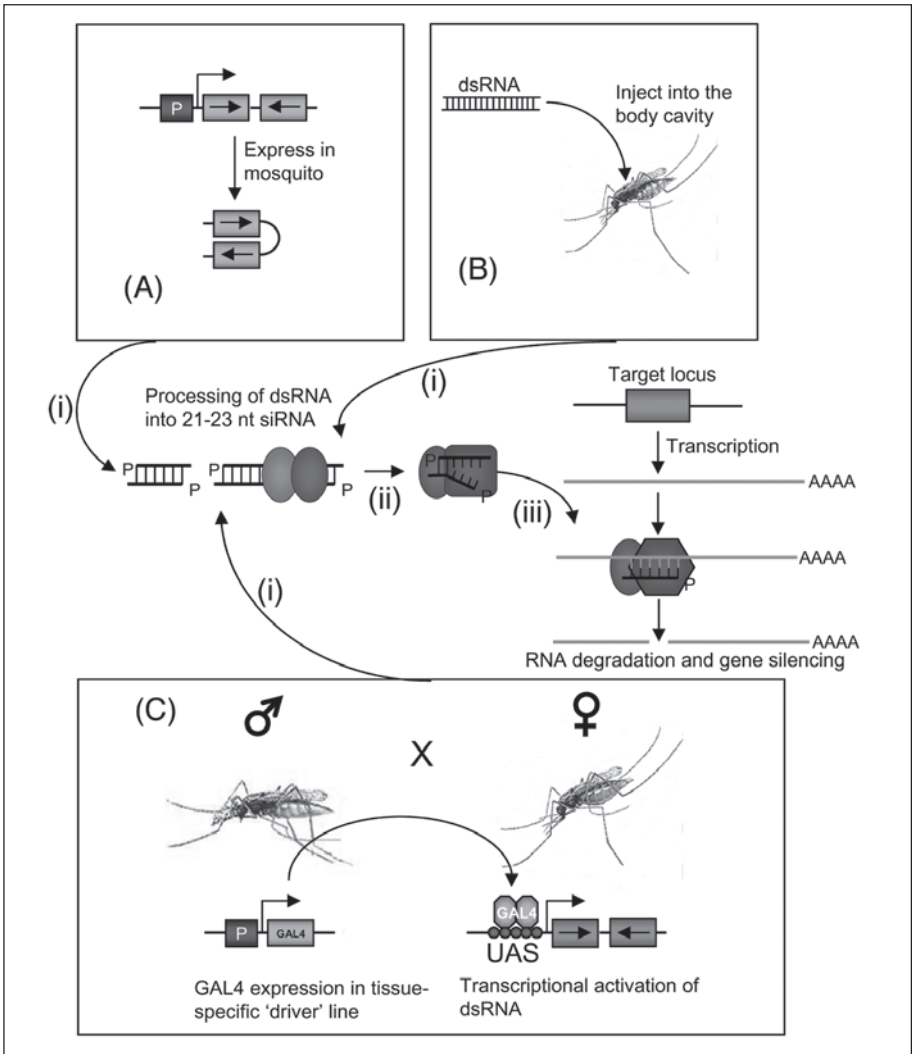 P
Express in
mosquito
(A)
dsRNA
Inject into the
body cavity
(B)
(i)
Processing of dsRNA
into 21-23 nt siRNA
(i)
Target locus
Transcription
P
P
P
P
(ii)
P
P
(iii)
AAAA
AAAA
P
AAAA
RNA degradation and gene silencing
(i)
(C)
♂
X
♀
P
GAL4
GAL4
UAS
GAL4 expression in tissue-
specific ‘driver’ line
Transcriptional activation of
dsRNA